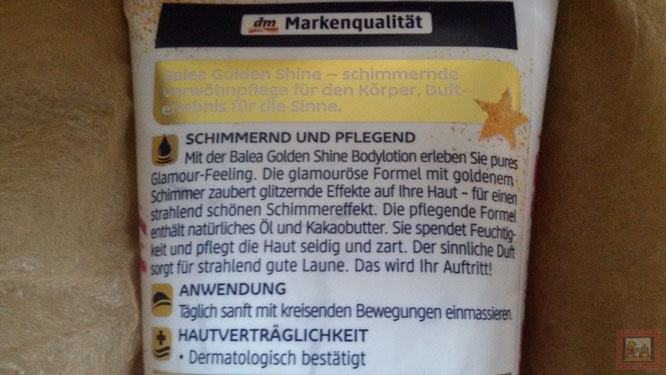 dm Markenqualität
Balea Golden Shine – schimmernde
Verwöhnpflege für den Körper, Duft-
erlebnis für die Sinne.
SCHIMMERND UND PFLEGEND
Mit der Balea Golden Shine Bodylotion erleben Sie pures
Glamour-Feeling. Die glamouröse Formel mit goldenem
Schimmer zaubert glitzernde Effekte auf Ihre Haut – für einen
strahlend schönen Schimmereffekt. Die pflegende Formel
enthält natürliches Öl und Kakaobutter. Sie spendet Feuchtig-
keit und pflegt die Haut seidig und zart. Der sinnliche Duft
sorgt für strahlend gute Laune. Das wird Ihr Auftritt!
ANWENDUNG
Täglich sanft mit kreisenden Bewegungen einmassieren.
HAUTVERTRÄGLICHKEIT
• Dermatologisch bestätigt